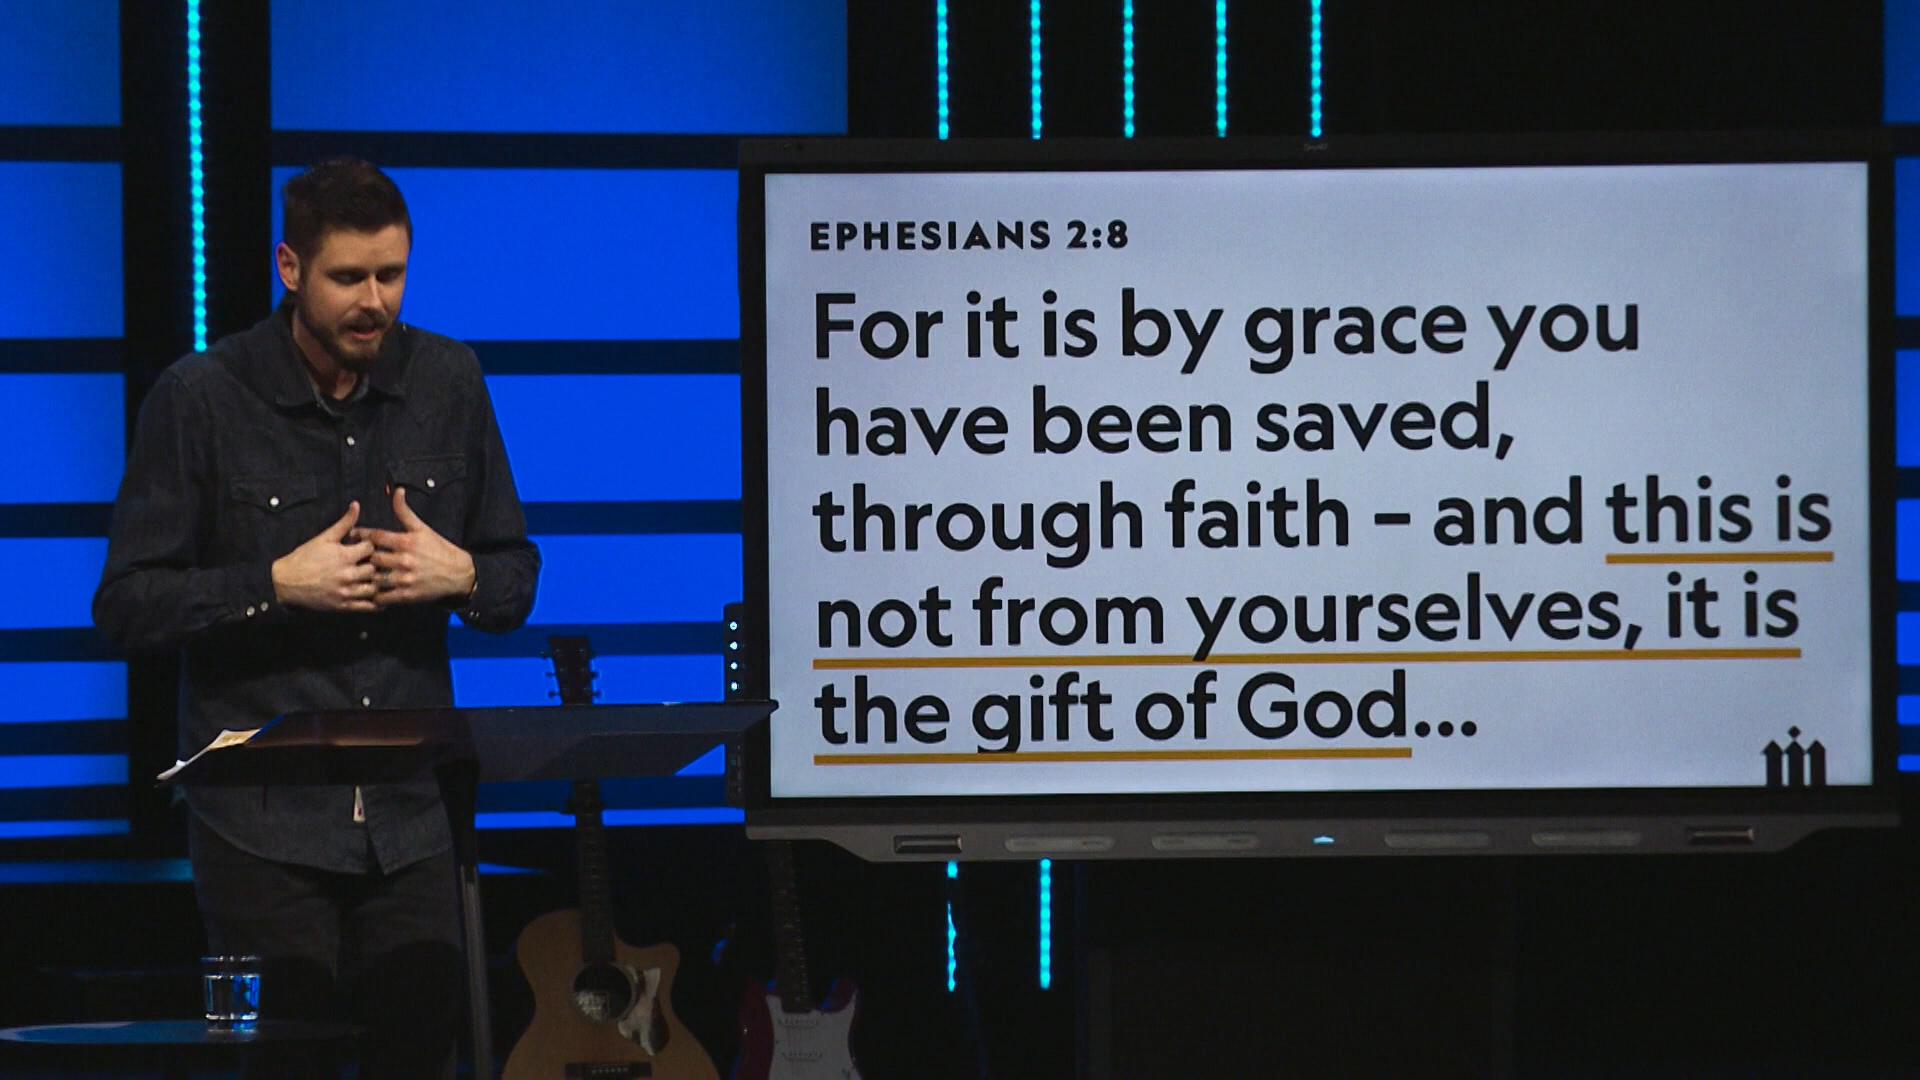 EPHESIANS 2:8
For it is by grace you
have been saved,
through faith – and this is
not from yourselves, it is
the gift of God...